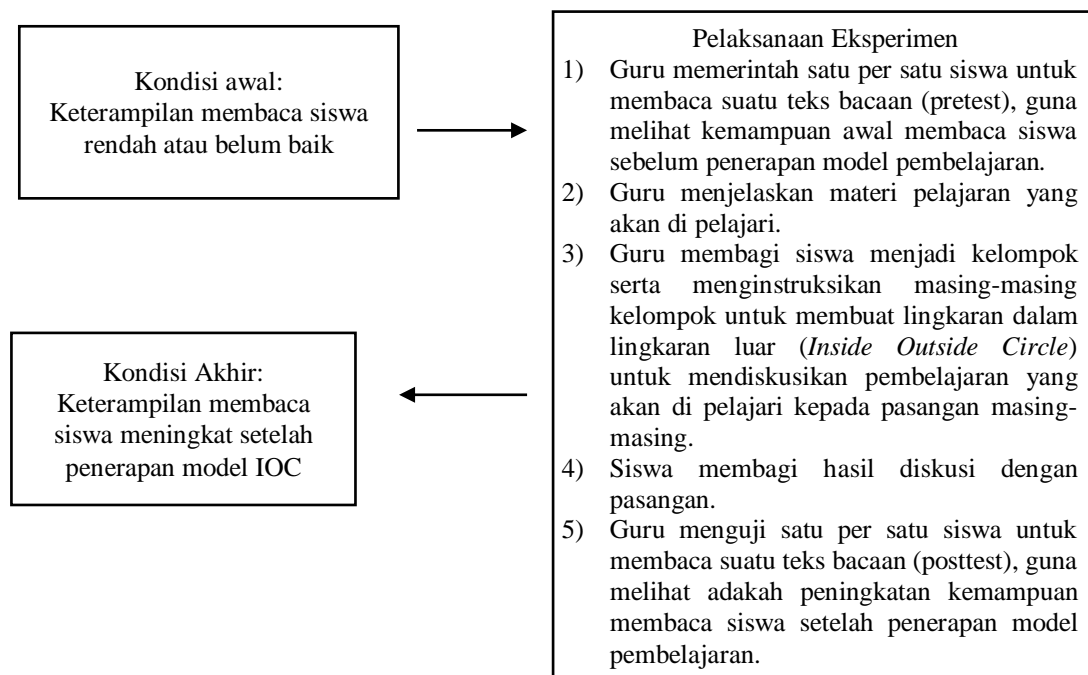 Kondisi awal:
Keterampilan membaca siswa
rendah atau belum baik
Pelaksanaan Eksperimen
1) Guru memerintah satu per satu siswa untuk
membaca suatu teks bacaan (pretest), guna
melihat kemampuan awal membaca siswa
sebelum penerapan model pembelajaran.
2) Guru menjelaskan materi pelajaran yang
akan di pelajari.
3) Guru membagi siswa menjadi kelompok
serta menginstruksikan masing-masing
kelompok untuk membuat lingkaran dalam
lingkaran luar (Inside Outside Circle)
untuk mendiskusikan pembelajaran yang
akan di pelajari kepada pasangan masing-
masing.
4) Siswa membagi hasil diskusi dengan
pasangan.
5) Guru menguji satu per satu siswa untuk
membaca suatu teks bacaan (posttest), guna
melihat adakah peningkatan kemampuan
membaca siswa setelah penerapan model
pembelajaran.
Kondisi Akhir:
Keterampilan membaca
siswa meningkat setelah
penerapan model IOC